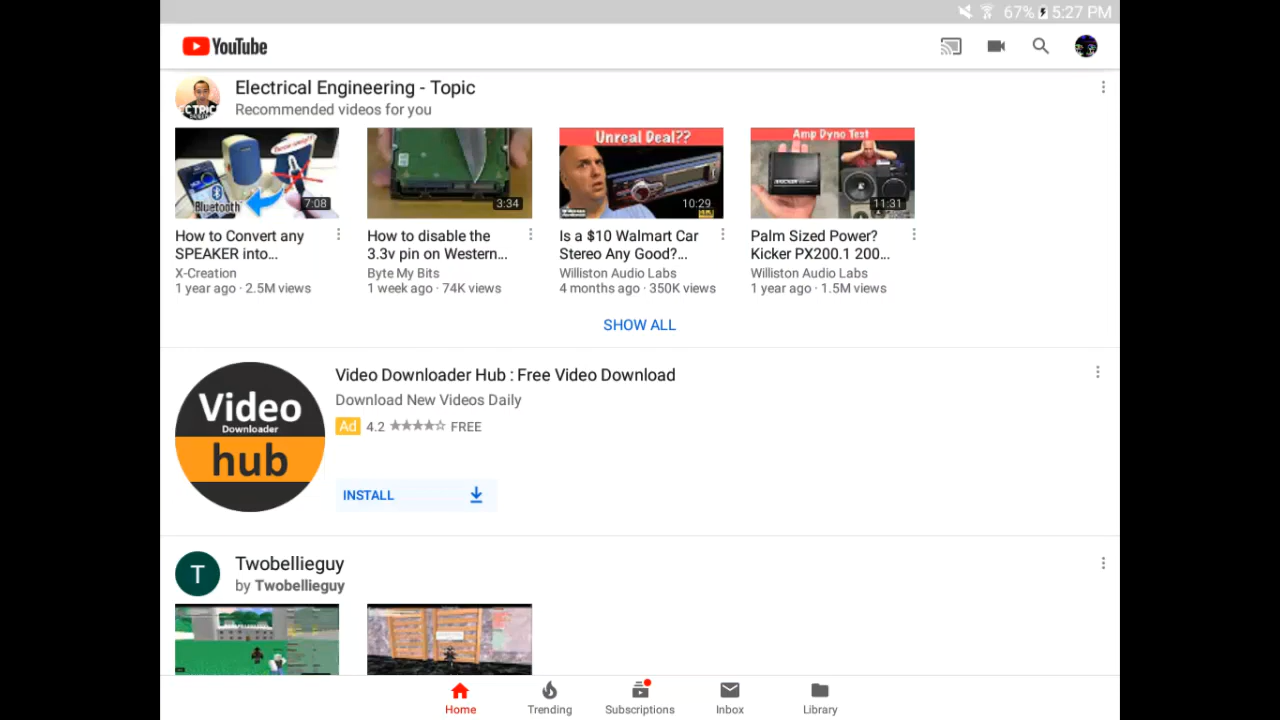 67% 5:27 PM
YouTube
Electrical Engineering - Topic
Recommended videos for you
Bluetooth
7:08
3:34
Unreal Deal??
10:29
Amp Dyno Test
11:31
How to Convert any
SPEAKER into...
X-Creation
1 year ago · 2.5M views
How to disable the
3.3v pin on Western...
Byte My Bits
1 week ago · 74K views
Is a $10 Walmart Car
Stereo Any Good?...
Williston Audio Labs
4 months ago · 350K views
Palm Sized Power?
Kicker PX200.1 200...
Williston Audio Labs
1 year ago · 1.5M views
SHOW ALL
Video
Downloader
hub
Video Downloader Hub : Free Video Download
Download New Videos Daily
Ad 4.2 FREE
INSTALL
T
Twobellieguy
by Twobellieguy
Home
Trending
Subscriptions
Inbox
Library